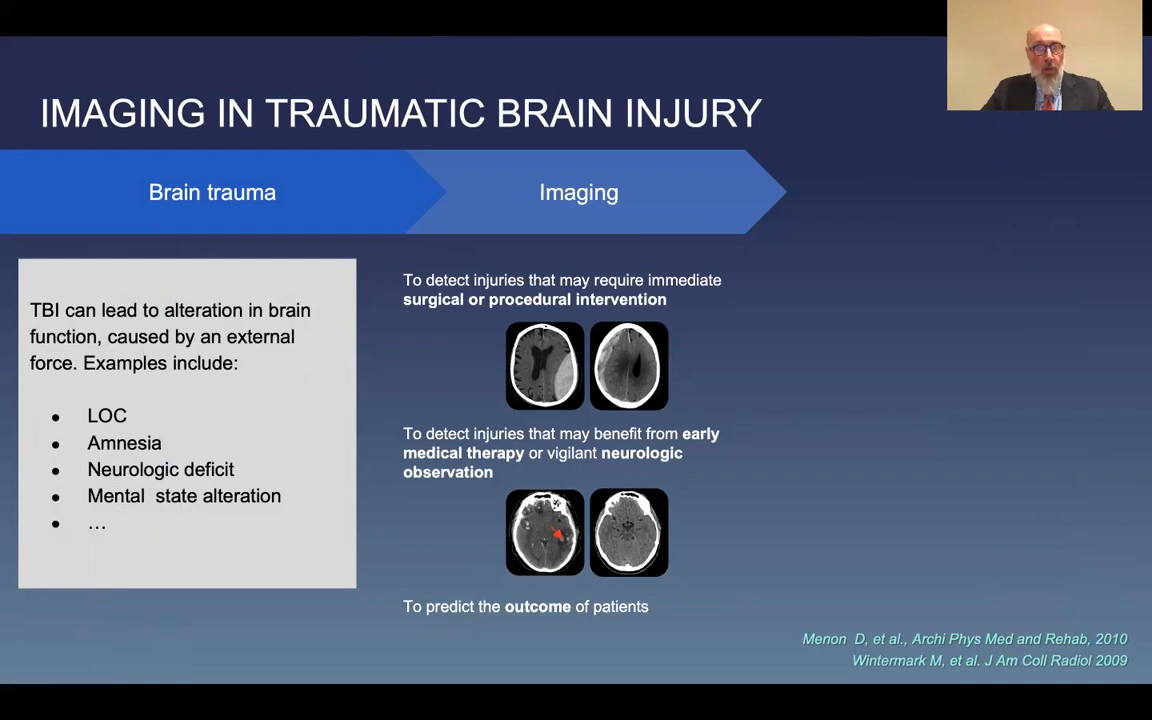 IMAGING IN TRAUMATIC BRAIN INJURY
Brain trauma
Imaging
TBI can lead to alteration in brain
function, caused by an external
force. Examples include:
● LOC
● Amnesia
● Neurologic deficit
● Mental  state alteration
● …
To detect injuries that may require immediate
surgical or procedural intervention
To detect injuries that may benefit from early
medical therapy or vigilant neurologic
observation
To predict the outcome of patients
Menon  D, et al., Archi Phys Med and Rehab, 2010
Wintermark M, et al. J Am Coll Radiol 2009